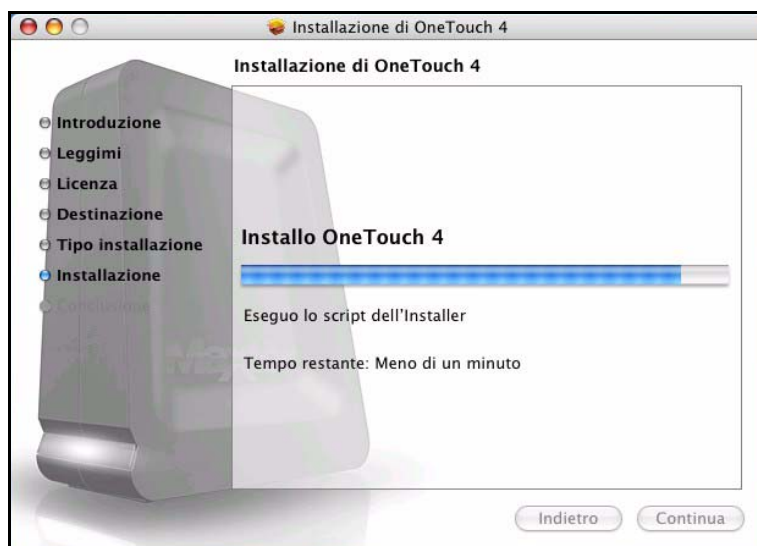 Installazione di OneTouch 4
Installazione di OneTouch 4
Introduzione
Leggimi
Licenza
Destinazione
Tipo installazione
Installazione
Conclusione
Installo OneTouch 4
Eseguo lo script dell'Installer
Tempo restante: Meno di un minuto
Indietro
Continua